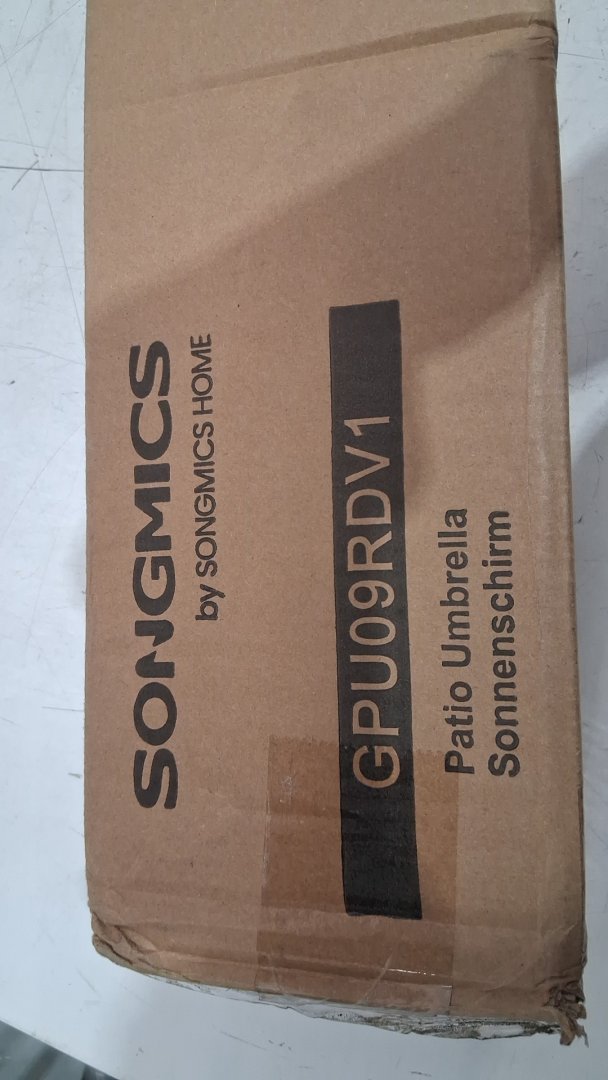 SONGMICS
by SONGMICS HOME
GPU09RDV1
Patio Umbrella
Sonnenschirm